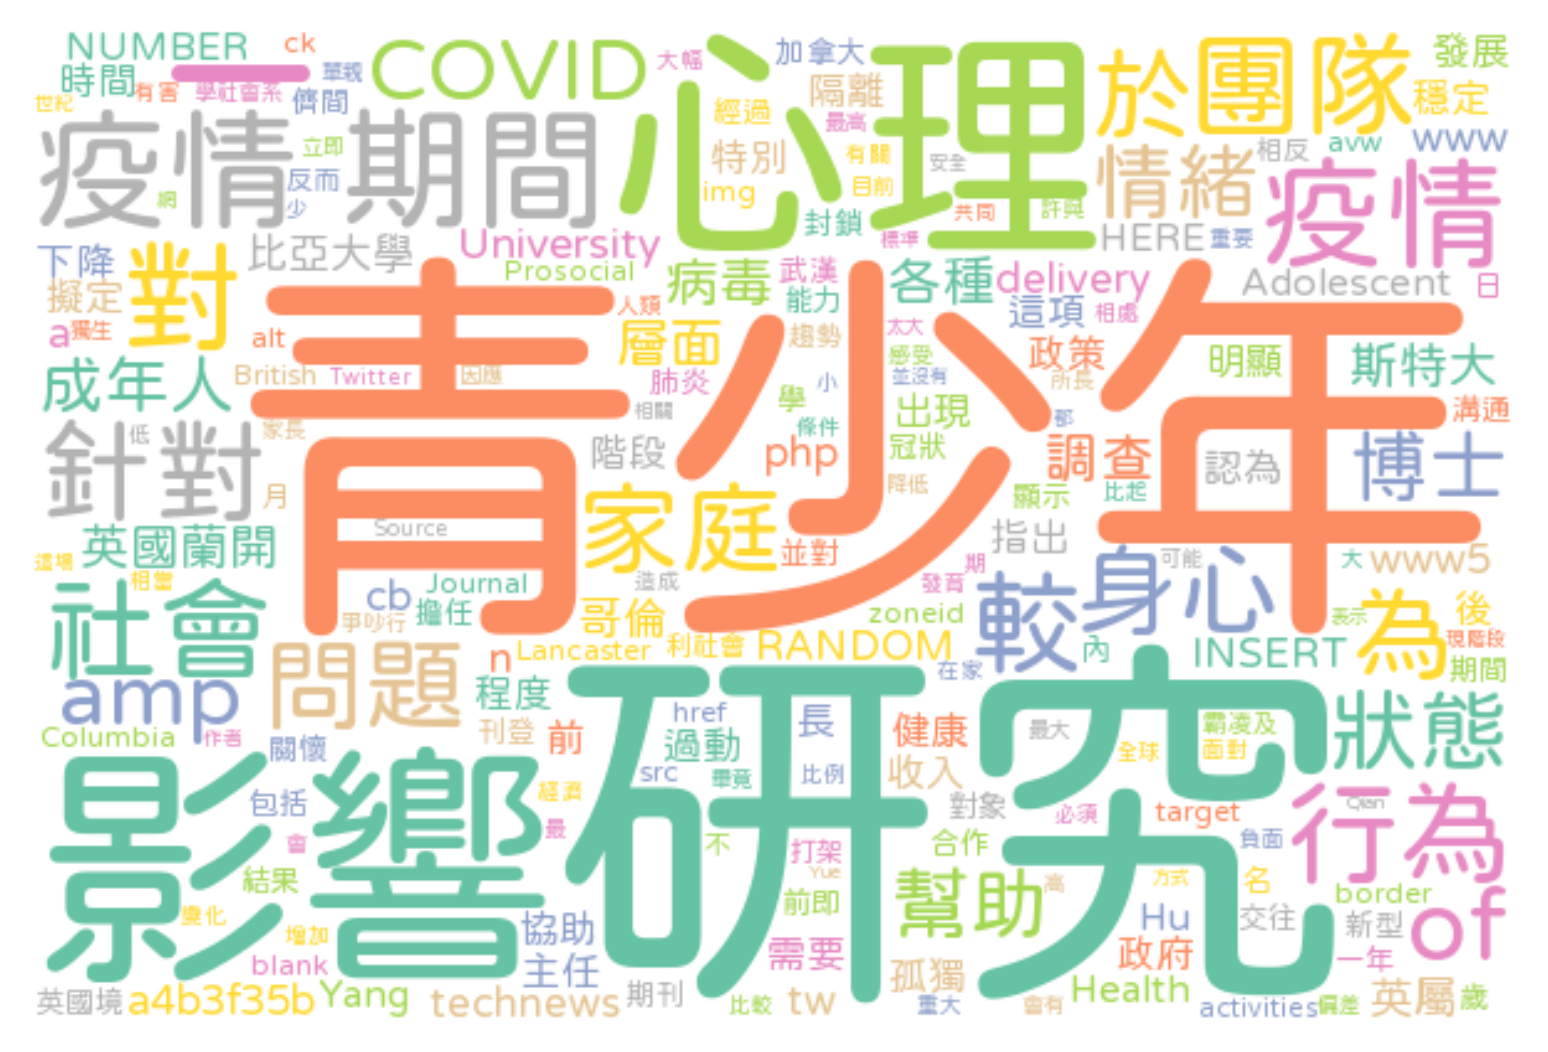 NUMBER
ck
COVID
大幅
心理
加拿大
於
團隊
發展
時間
一
單親
世紀
有害
學社會系
儕間
隔離
經過
最高
穩定
疫情
期間
立即
反而
少
網
特別
有關
安全
目前
img
情緒
相反
avw
www
疫情
封鎖
共同
許與
標準
HERE
重要
下降
對
比亞大學
University
Prosocial
病毒
武漢
能力
各種
delivery
Adolescent
日
擬定
a
獨生
alt
青少年
人類
層面
趨勢
太大
這項
相處
政策
明顯
斯特大
成年人
British
Twitter
因應
肺炎
小
感受
並沒有
所長
學
出現
部
溝通
針對
低
家長
相關
階段
php
條件
冠狀
調查
認為
博士
月
家庭
降低
顯示
比起
英國蘭開
Source
並對
指出
這場
相當
造成
期
發育
身心
可能
大
www5
社會
cb
Journal
擔任
爭吵行
哥倫
zoneid
較
表示
為
後
現階段
問題
n
Lancaster
利社會
RANDOM
在家
內
INSERT
期間
amp
程度
研究
href
長
健康
最大
霸凌及
狀態
Columbia
作者
關懷
刊登
前
過動
全球
面對
影響
包括
經濟
src
畢竟
比例
收入
對象
必須
target
Qian
行為
會
最
不
打架
Yue
合作
負面
結果
前即
幫助
高
方式
名
border
變化
增加
協助
Hu
交往
新型
of
blank
主任
需要
孤獨
政府
一年
英國境
a4b3f35b
Yang
technews
期刊
比較
tw
重大
會有
Health
activities
偏差
英屬
歲